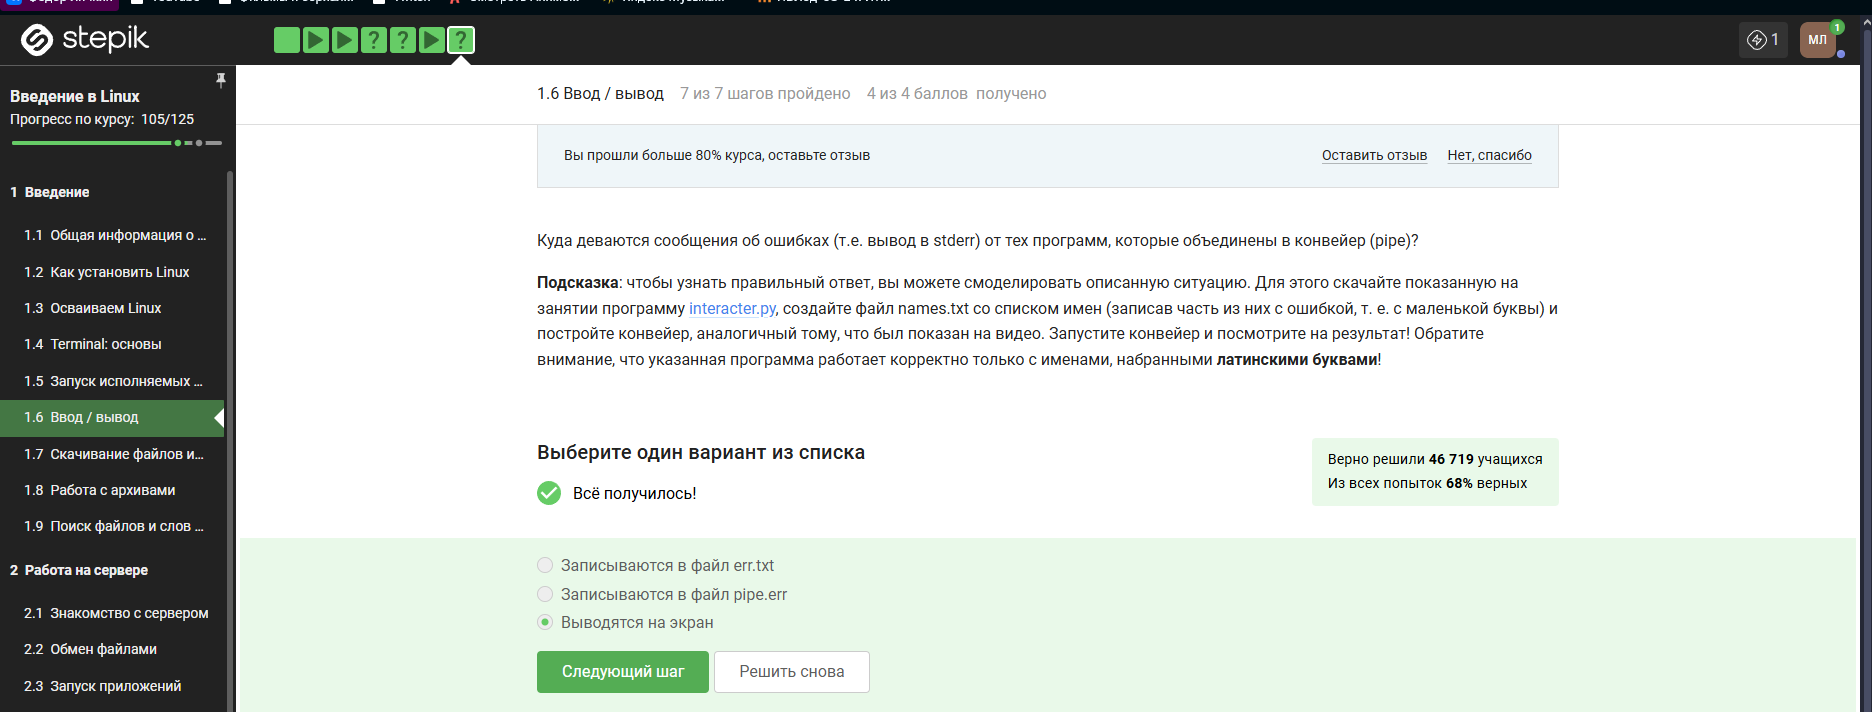 stepik
1
МЛ
1
Введение в Linux
Прогресс по курсу: 105/125
1 Введение
1.1 Общая информация о ...
1.2 Как установить Linux
1.3 Осваиваем Linux
1.4 Terminal: основы
1.5 Запуск исполняемых ...
1.6 Ввод / вывод
1.7 Скачивание файлов и...
1.8 Работа с архивами
1.9 Поиск файлов и слов ...
2 Работа на сервере
2.1 Знакомство с сервером
2.2 Обмен файлами
2.3 Запуск приложений
1.6 Ввод / вывод 7 из 7 шагов пройдено 4 из 4 баллов получено
Вы прошли больше 80% курса, оставьте отзыв
Оставить отзыв Нет, спасибо
Куда деваются сообщения об ошибках (т.е. вывод в stderr) от тех программ, которые объединены в конвейер (pipe)?
Подсказка: чтобы узнать правильный ответ, вы можете смоделировать описанную ситуацию. Для этого скачайте показанную на
занятии программу interacter.py, создайте файл names.txt со списком имен (записав часть из них с ошибкой, т. е. с маленькой буквы) и
постройте конвейер, аналогичный тому, что был показан на видео. Запустите конвейер и посмотрите на результат! Обратите
внимание, что указанная программа работает корректно только с именами, набранными латинскими буквами!
Выберите один вариант из списка
Всё получилось!
Верно решили 46 719 учащихся
Из всех попыток 68% верных
Записываются в файл err.txt
Записываются в файл pipe.err
Выводятся на экран
Следующий шаг
Решить снова